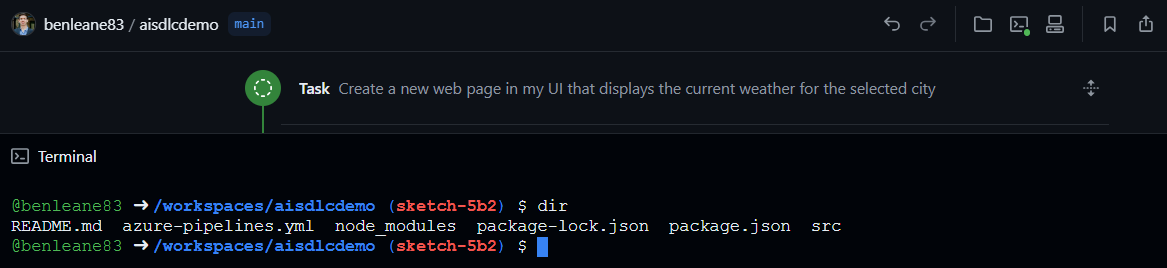 benleane83 / aisdlcdemo main
Task Create a new web page in my UI that displays the current weather for the selected city
Terminal
@benleane83 ➜ /workspaces/aisdlcdemo (sketch-5b2) $ dir
README.md azure-pipelines.yml node_modules package-lock.json package.json src
@benleane83 ➜ /workspaces/aisdlcdemo (sketch-5b2) $